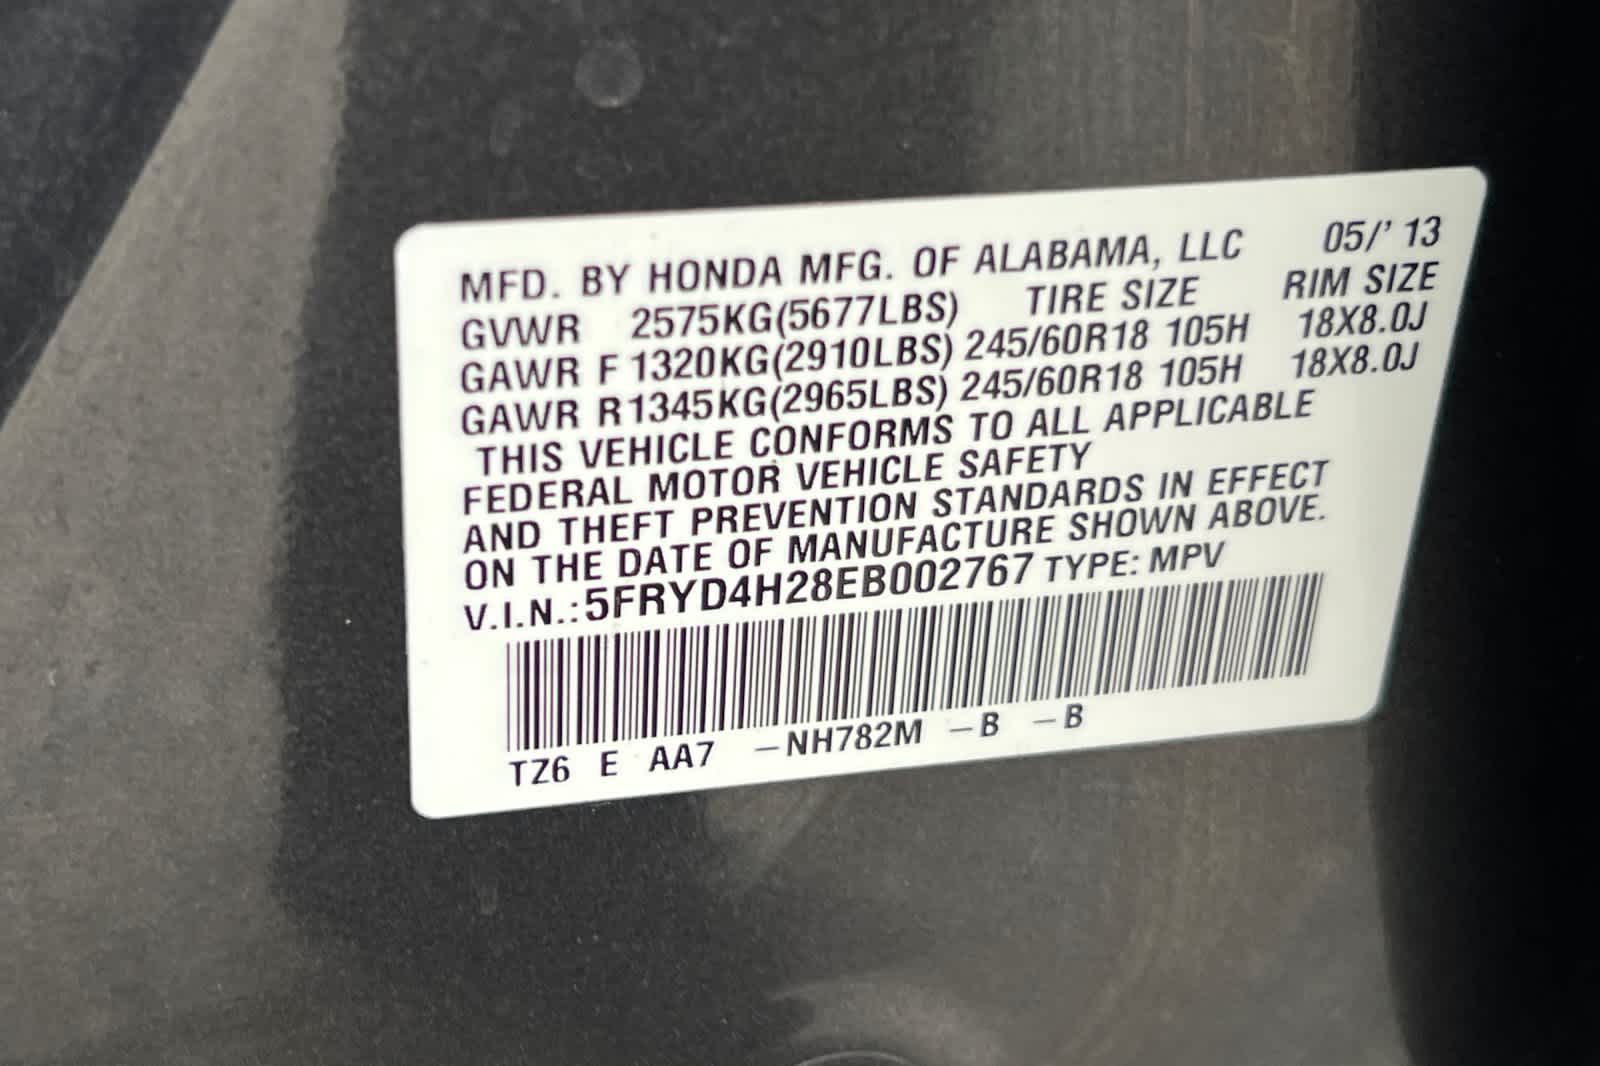 MFD. BY HONDA MFG. OF ALABAMA, LLC 05/' 13
GVWR 2575KG(5677LBS) TIRE SIZE RIM SIZE
GAWR F 1320KG(2910LBS) 245/60R18 105H 18X8.0J
GAWR R 1345KG(2965LBS) 245/60R18 105H 18X8.0J
THIS VEHICLE CONFORMS TO ALL APPLICABLE
FEDERAL MOTOR VEHICLE SAFETY
AND THEFT PREVENTION STANDARDS IN EFFECT
ON THE DATE OF MANUFACTURE SHOWN ABOVE.
V.I.N.: 5FRYD4H28EB002767 TYPE: MPV
TZ6 E AA7 -NH782M -B -B